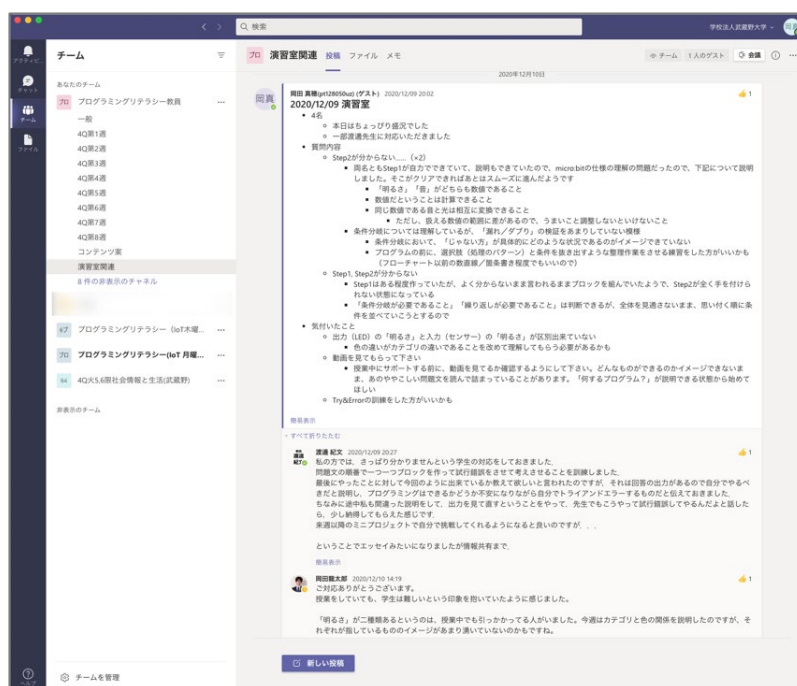 検索
学校法人武蔵野大学
アクティビ...
チャット
チーム
ファイル
ヘルプ
チーム
あなたのチーム
プロ プログラミングリテラシー教員
一般
4Q第1週
4Q第2週
4Q第3週
4Q第4週
4Q第5週
4Q第6週
4Q第7週
4Q第8週
コンテンツ案
演習室関連
8 件の非表示のチャネル
プログラミングリテラシー（IoT木曜...
プロ プログラミングリテラシー(IoT 月曜...
4Q火5,6限社会情報と生活(武蔵野)
非表示のチーム
チームを管理
プロ 演習室関連 投稿 ファイル メモ
チーム 1 人のゲスト 会議
2020年12月10日
岡真
岡田 真穂(pt128050uz) (ゲスト) 2020/12/09 20:02
1
2020/12/09 演習室
4名
本日はちょっぴり盛況でした
一部渡邊先生に対応いただきました
質問内容
Step2が分からない......（×2）
両名ともStep1が自力でできていて、説明もできていたので、micro:bitの仕様の理解の問題だったので、下記について説明
しました。そこがクリアできればあとはスムーズに進んだようです
「明るさ」「音」がどちらも数値であること
数値だということは計算できること
同じ数値である音と光は相互に変換できること
ただし、扱える数値の範囲に差があるので、うまいこと調整しないといけないこと
条件分岐については理解しているが、「漏れ／ダブり」の検証をあまりしていない模様
条件分岐において、「じゃない方」が具体的にどのような状況であるのがイメージできていない
プログラムの前に、選択肢（処理のパターン）と条件を抜き出すような整理作業をさせる練習をした方がいいかも
（フローチャート以前の数直線／箇条書き程度でもいいので）
Step1, Step2が分からない
Step1はある程度作っていたが、よく分からないまま言われるままブロックを組んでいたようで、Step2が全く手を付けら
れない状態になっている
「条件分岐が必要であること」「繰り返しが必要であること」は判断できるが、全体を見通さないまま、思い付く順に条
件を並べていこうとするので
気付いたこと
出力（LED）の「明るさ」と入力（センサー）の「明るさ」が区別出来ていない
色の違いがカテゴリの違いであることを改めて理解してもらう必要があるかも
動画を見てもらって下さい
授業中にサポートする前に、動画を見てるか確認するようにして下さい。どんなものができるのかイメージできないま
ま、あのややこしい問題文を読んで詰まっていることがあります。「何するプログラム？」が説明できる状態から始めて
ほしい
Try&Errorの訓練をした方がいいかも
簡易表示
すべて折りたたむ
渡邊 紀文 2020/12/09 20:27
1
私の方では、さっぱり分かりませんという学生の対応をしておきました。
問題文の順番で一つ一つブロックを作って試行錯誤をさせて考えさせることを訓練しました。
最後にやったことに対して今回のように出来ているか教えて欲しいと言われたのですが、それは回答の出力があるので自分でやるべ
きだと説明し、プログラミングはできるかどうか不安になりながら自分でトライアンドエラーするものだと伝えておきました。
ちなみに途中私も間違った説明をして、出力を見て直すということをやって、先生でもこうやって試行錯誤してやるんだよと話した
ら、少し納得してもらえた感じです。
来週以降のミニプロジェクトで自分で挑戦してくれるようになると良いのですが、．．
ということでエッセイみたいになりましたが情報共有まで。
簡易表示
岡田龍太郎 2020/12/10 14:19
1
ご対応ありがとうございます。
授業をしていても、学生は難しいという印象を抱いていたように感じました。
「明るさ」が二種類あるというのは、授業中でも引っかかってる人がいました。今週はカテゴリと色の関係を説明したのですが、そ
れぞれが指しているもののイメージがあまり湧いていないのかもですね。
新しい投稿